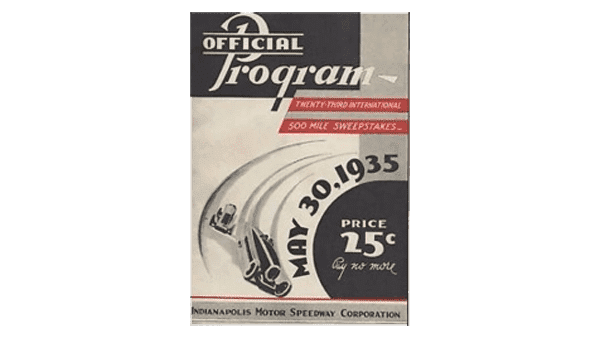 OFFICIAL
Program
TWENTY-THIRD INTERNATIONAL
500 MILE SWEEPSTAKES
MAY 30, 1935
PRICE
25c
Pay no more
INDIANAPOLIS MOTOR SPEEDWAY CORPORATION